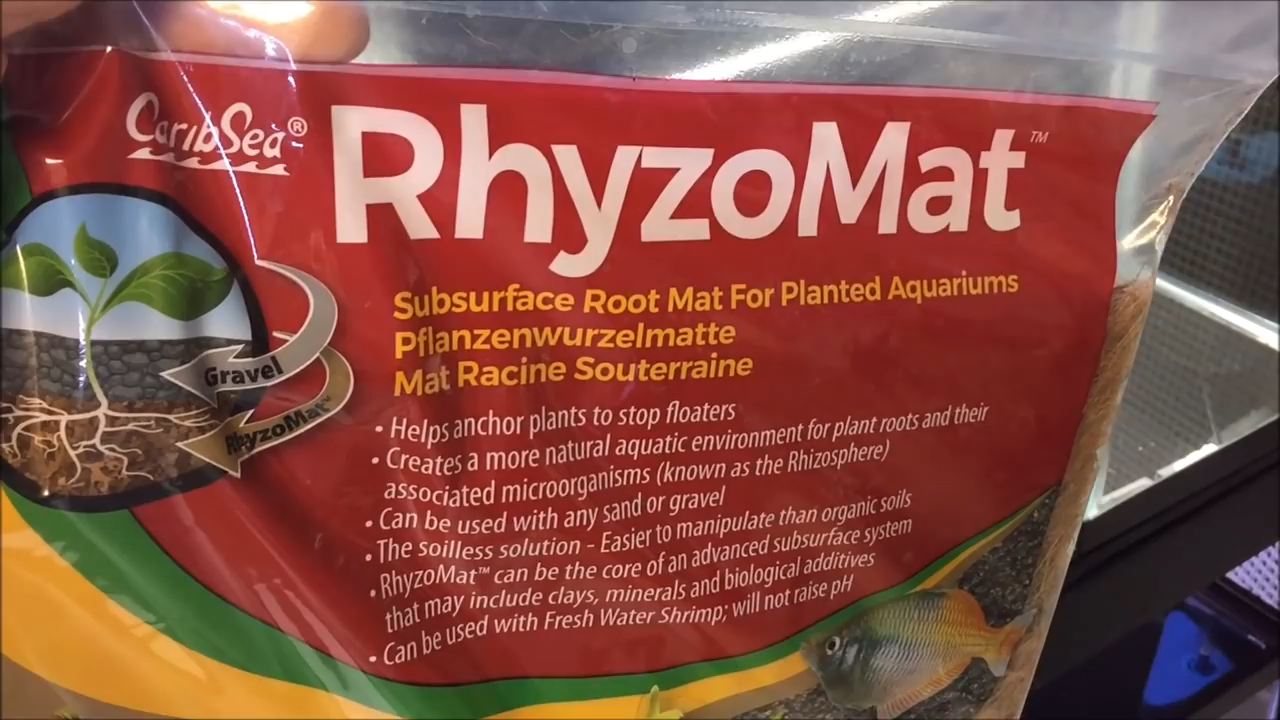 CaribSea®
RhyzoMat™
Subsurface Root Mat For Planted Aquariums
Pflanzenwurzelmatte
Mat Racine Souterraine
Gravel
RhyzoMat™
• Helps anchor plants to stop floaters
• Creates a more natural aquatic environment for plant roots and their
associated microorganisms (known as the Rhizosphere)
• Can be used with any sand or gravel
• The soilless solution – Easier to manipulate than organic soils
• RhyzoMat™ can be the core of an advanced subsurface system
that may include clays, minerals and biological additives
• Can be used with Fresh Water Shrimp; will not raise pH